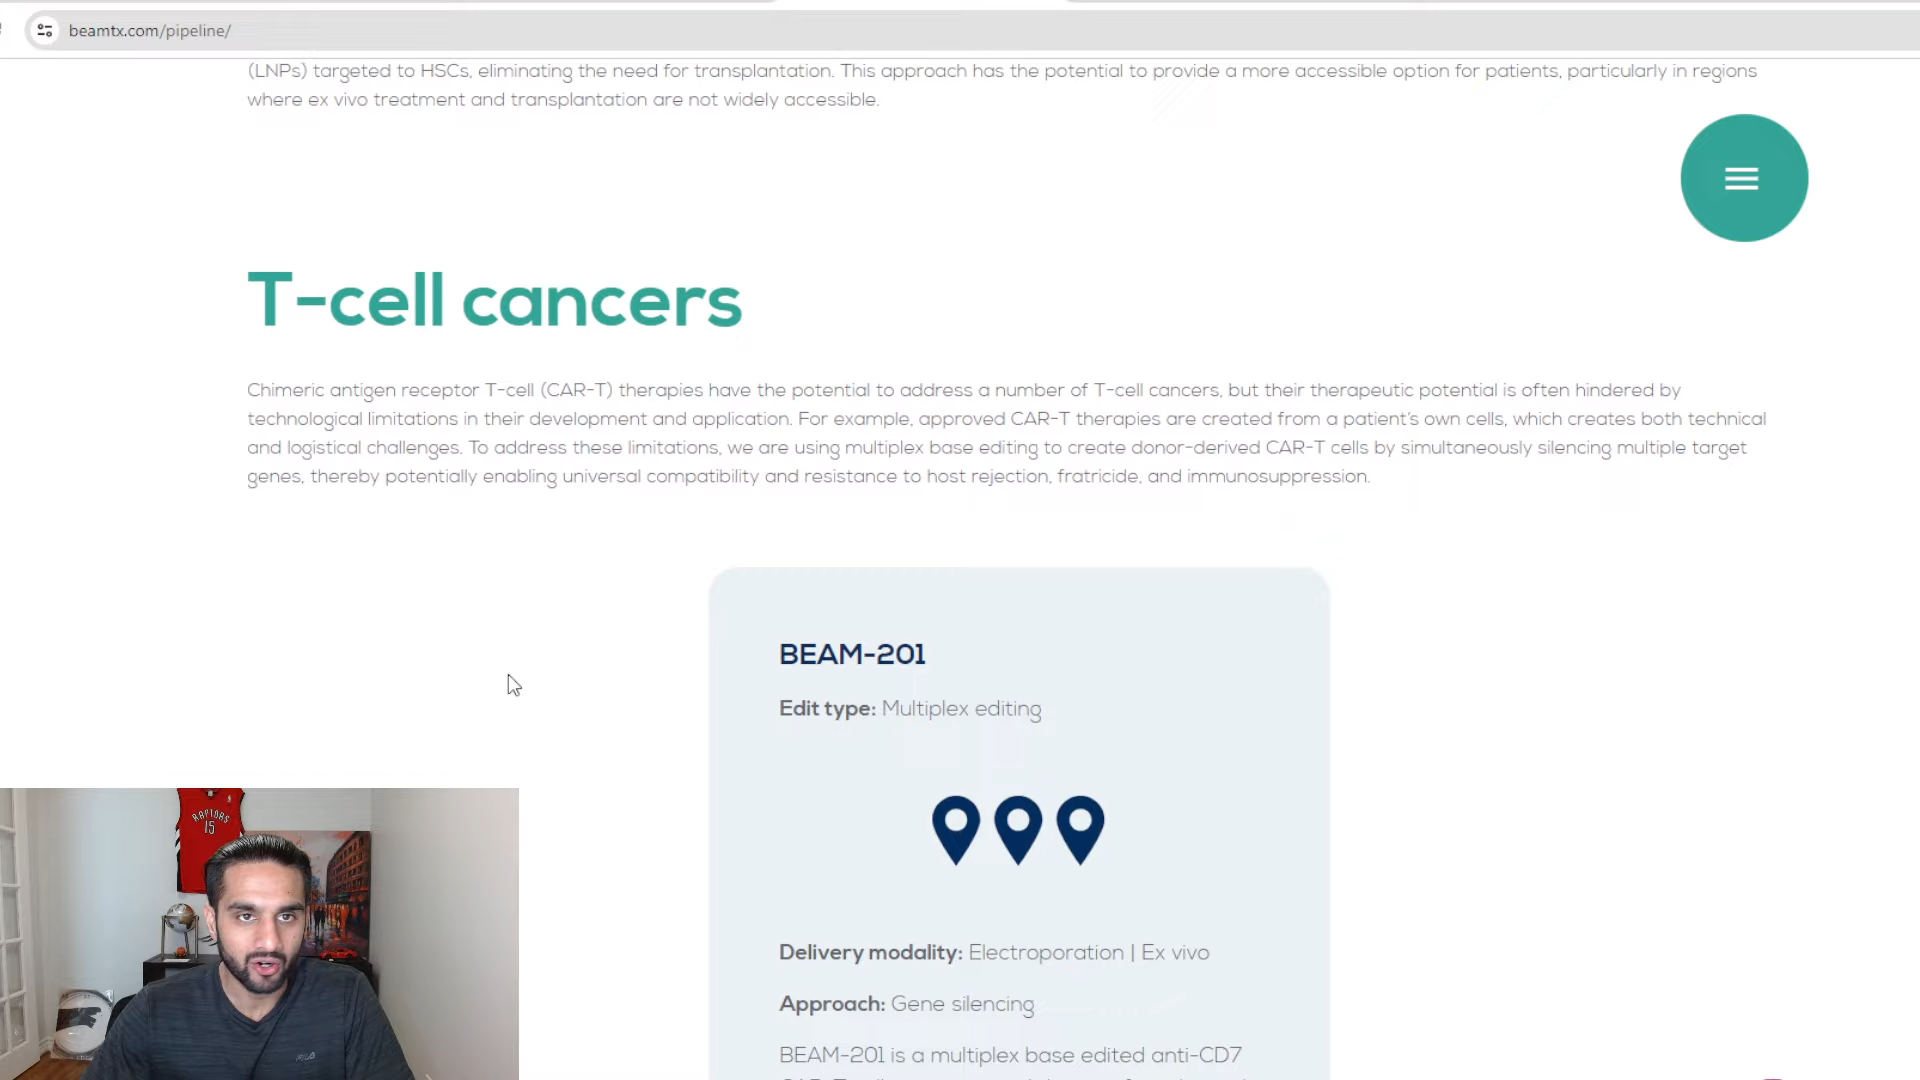 beamtx.com/pipeline/
(LNPs) targeted to HSCs, eliminating the need for transplantation. This approach has the potential to provide a more accessible option for patients, particularly in regions
where ex vivo treatment and transplantation are not widely accessible.
T-cell cancers
Chimeric antigen receptor T-cell (CAR-T) therapies have the potential to address a number of T-cell cancers, but their therapeutic potential is often hindered by
technological limitations in their development and application. For example, approved CAR-T therapies are created from a patient's own cells, which creates both technical
and logistical challenges. To address these limitations, we are using multiplex base editing to create donor-derived CAR-T cells by simultaneously silencing multiple target
genes, thereby potentially enabling universal compatibility and resistance to host rejection, fratricide, and immunosuppression.
BEAM-201
Edit type: Multiplex editing
Delivery modality: Electroporation | Ex vivo
Approach: Gene silencing
BEAM-201 is a multiplex base edited anti-CD7
RAPTORS
15
FILA